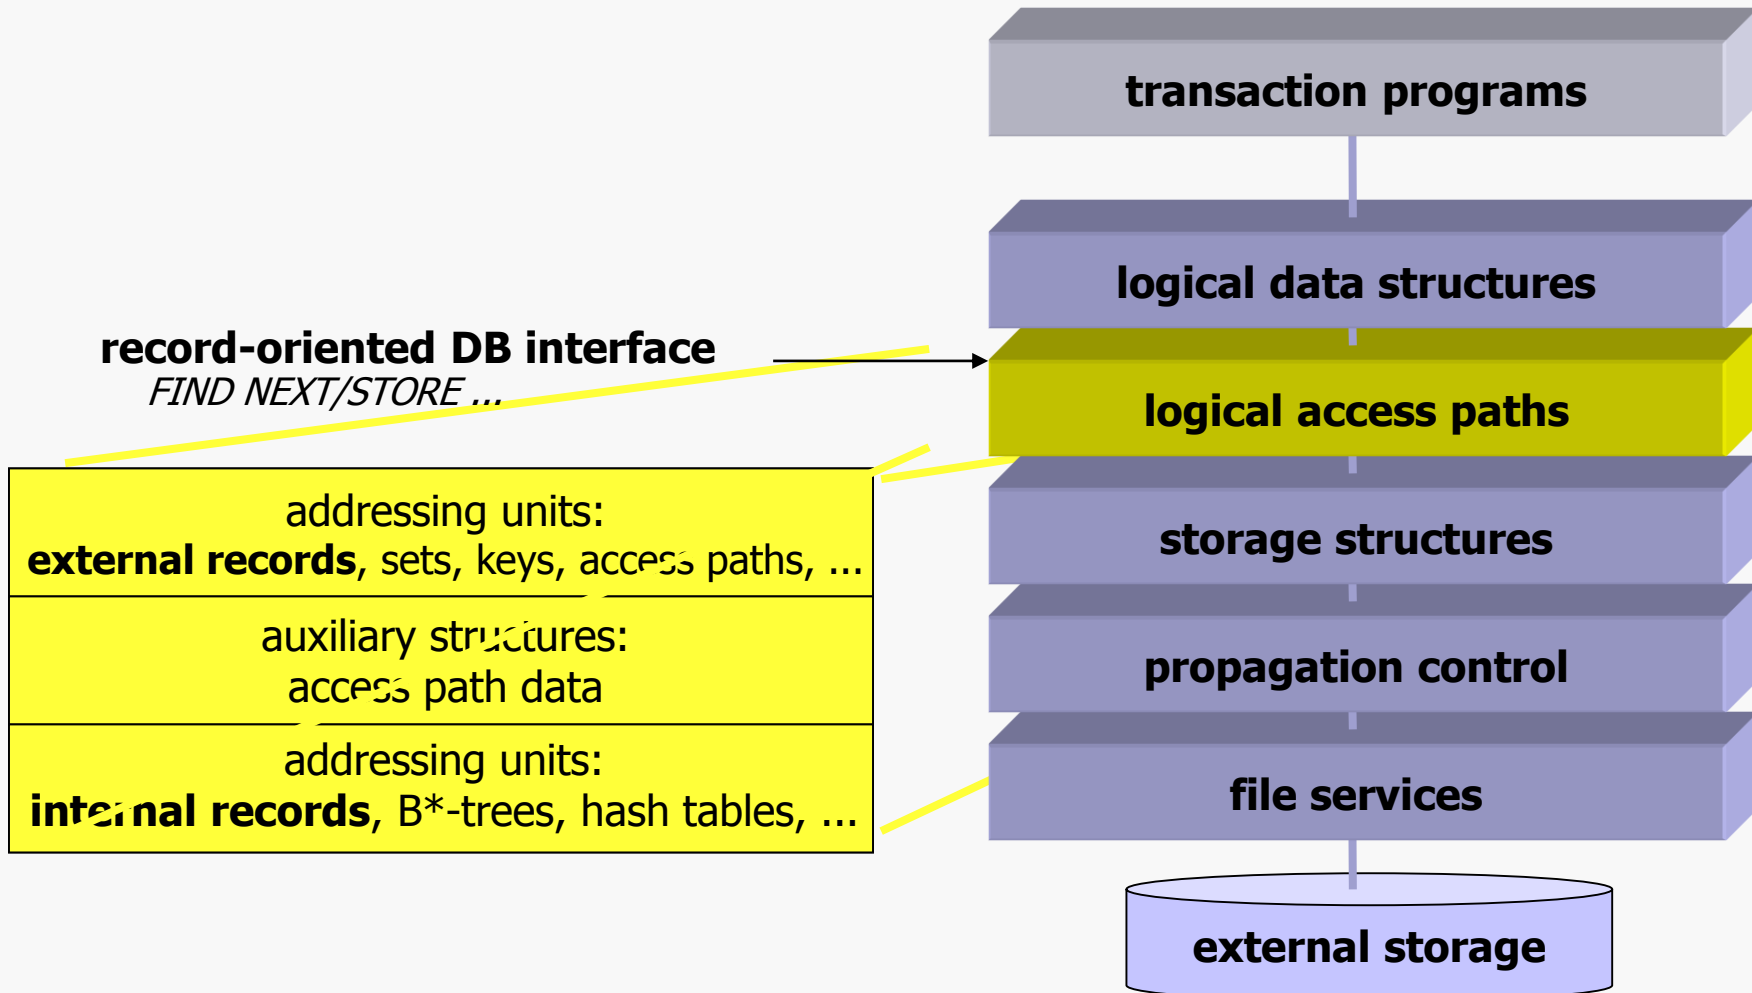 transaction programs
logical data structures
record-oriented DB interface
FIND NEXT/STORE ...
logical access paths
addressing units:
external records, sets, keys, access paths, ...
storage structures
auxiliary structures:
access path data
propagation control
addressing units:
internal records, B*-trees, hash tables, ...
file services
external storage